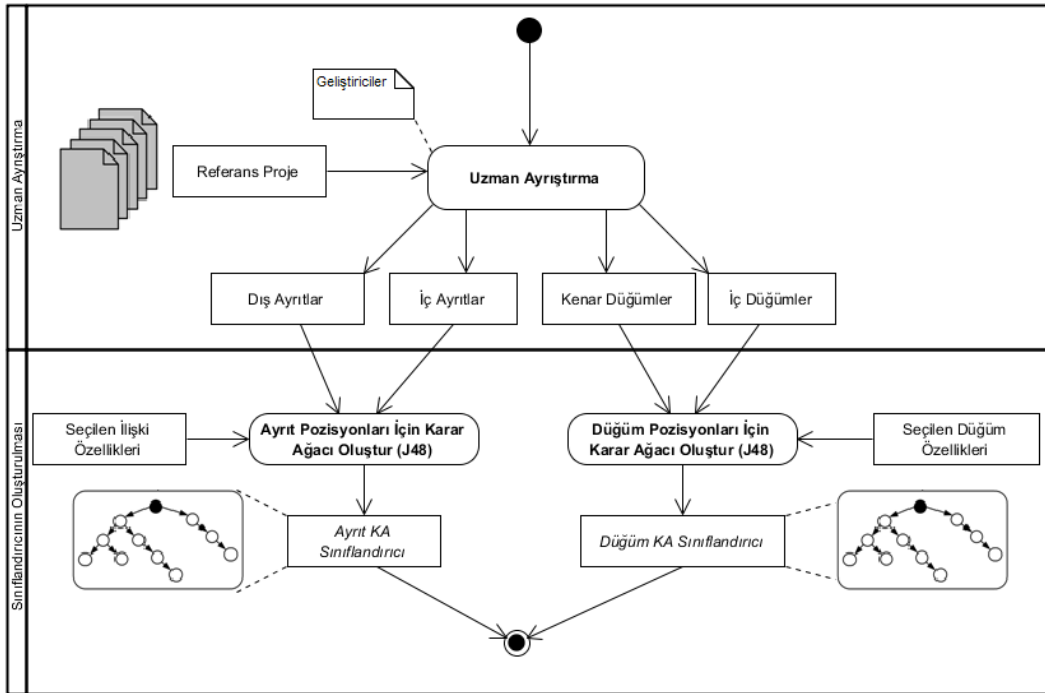 Uzman Ayrıştırma
Geliştiriciler
Referans Proje
Uzman Ayrıştırma
Dış Ayrıtlar
İç Ayrıtlar
Kenar Düğümler
İç Düğümler
Sınıflandırıcının Oluşturulması
Seçilen İlişki
Özellikleri
Ayrıt Pozisyonları İçin Karar
Ağacı Oluştur (J48)
Düğüm Pozisyonları İçin
Karar Ağacı Oluştur (J48)
Seçilen Düğüm
Özellikleri
Ayrıt KA
Sınıflandırıcı
Düğüm KA Sınıflandırıcı